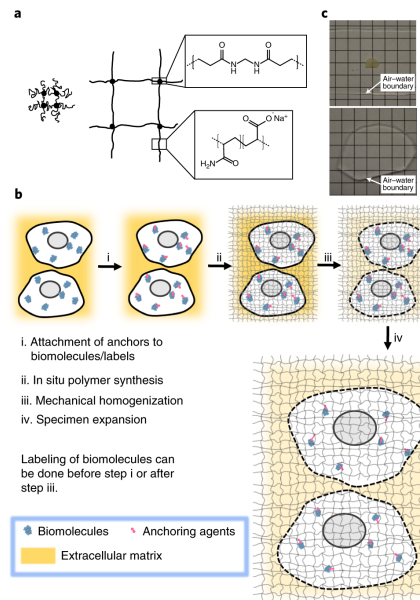 a
c
O
O
N
H
N
H
O
O
Na+
H2N
O
Air–water
boundary
Air–water
boundary
b
i
ii
iii
iv
i. Attachment of anchors to
biomolecules/labels
ii. In situ polymer synthesis
iii. Mechanical homogenization
iv. Specimen expansion
Labeling of biomolecules can
be done before step i or after
step iii.
Biomolecules
Anchoring agents
Extracellular matrix